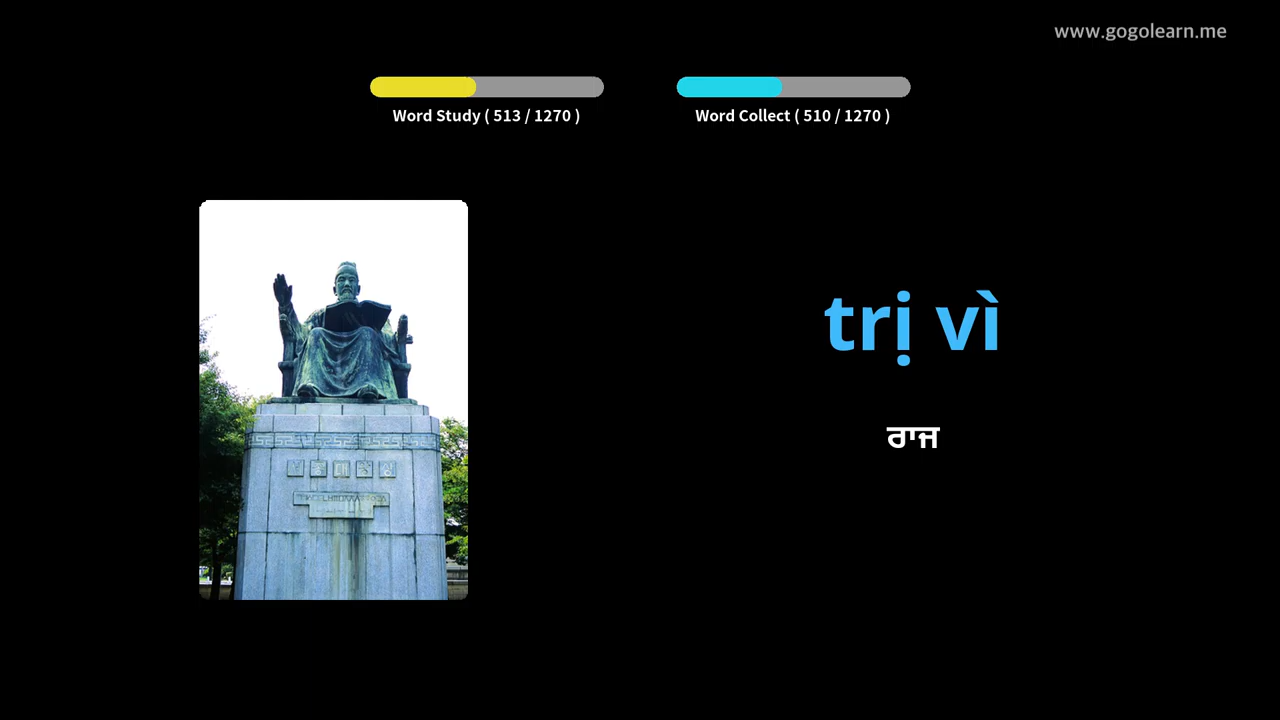 www.gogolearn.me
Word Study ( 513 / 1270 )
Word Collect ( 510 / 1270 )
trị vì
ਰਾਜ